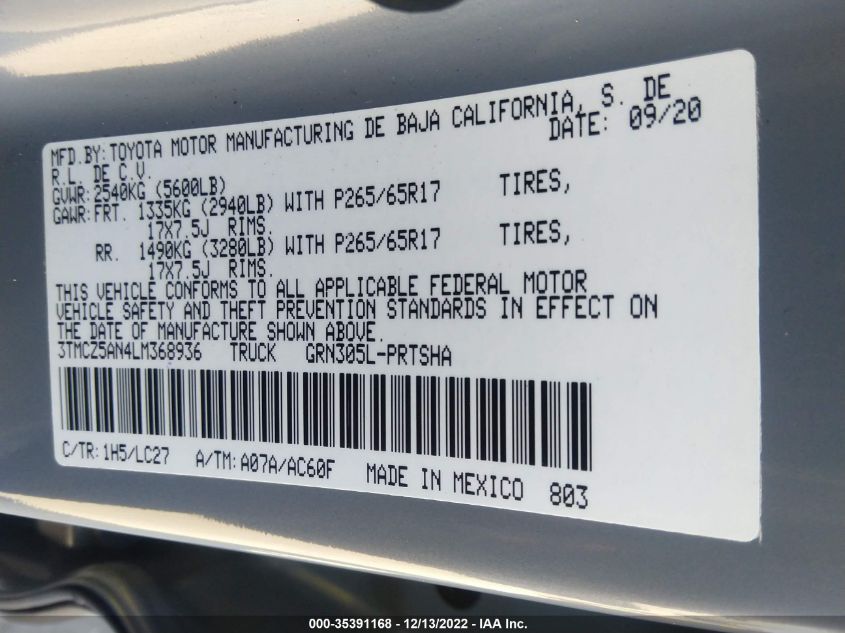 MFD.BY:TOYOTA MOTOR MANUFACTURING DE BAJA CALIFORNIA, S. DE
R.L. DE C.V. DATE: 09/20
GVWR:2540KG (5600LB)
GAWR:FRT. 1335KG (2940LB) WITH P265/65R17 TIRES,
17X7.5J RIMS.
RR. 1490KG (3280LB) WITH P265/65R17 TIRES,
17X7.5J RIMS.
THIS VEHICLE CONFORMS TO ALL APPLICABLE FEDERAL MOTOR
VEHICLE SAFETY AND THEFT PREVENTION STANDARDS IN EFFECT ON
THE DATE OF MANUFACTURE SHOWN ABOVE.
3TMCZ5AN4LM368936 TRUCK GRN305L-PRTSHA
C/TR:1H5/LC27 A/TM:A07A/AC60F MADE IN MEXICO 803
000-35391168 - 12/13/2022 - IAA Inc.